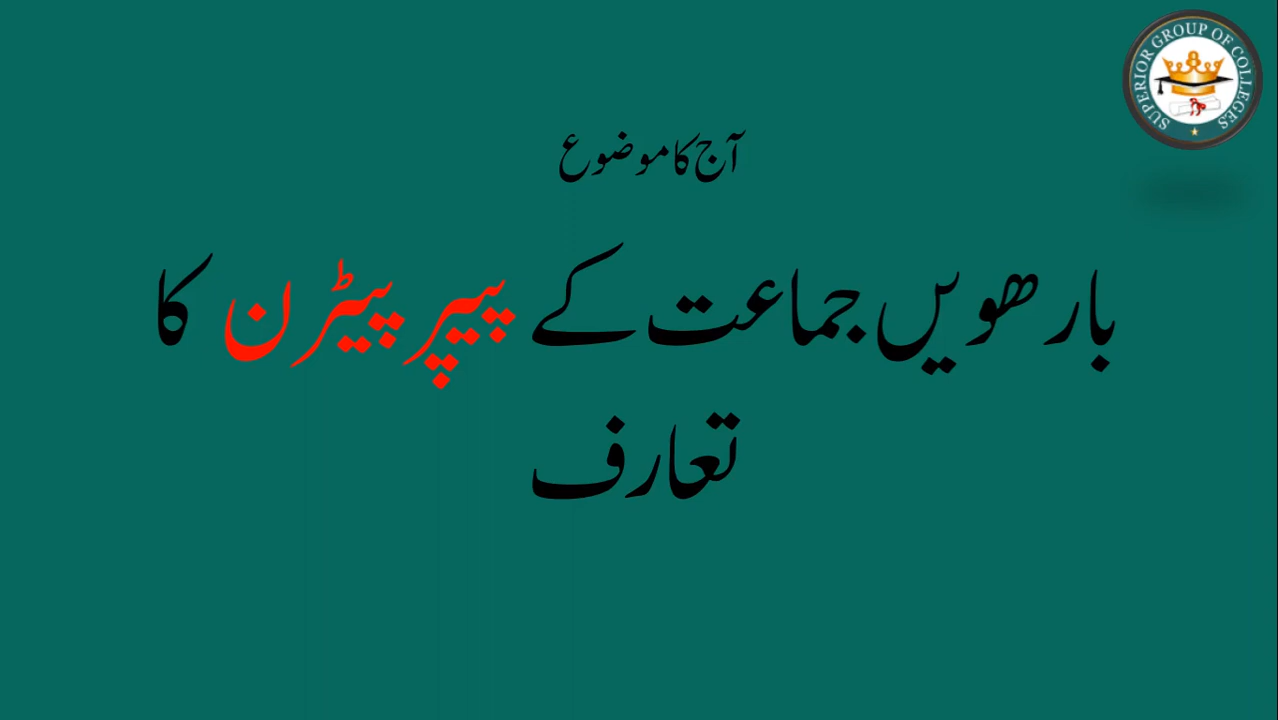 SUPERIOR GROUP OF COLLEGES
آج کا موضوع
بارھویں جماعت کے پیپر پیٹرن کا
تعارف